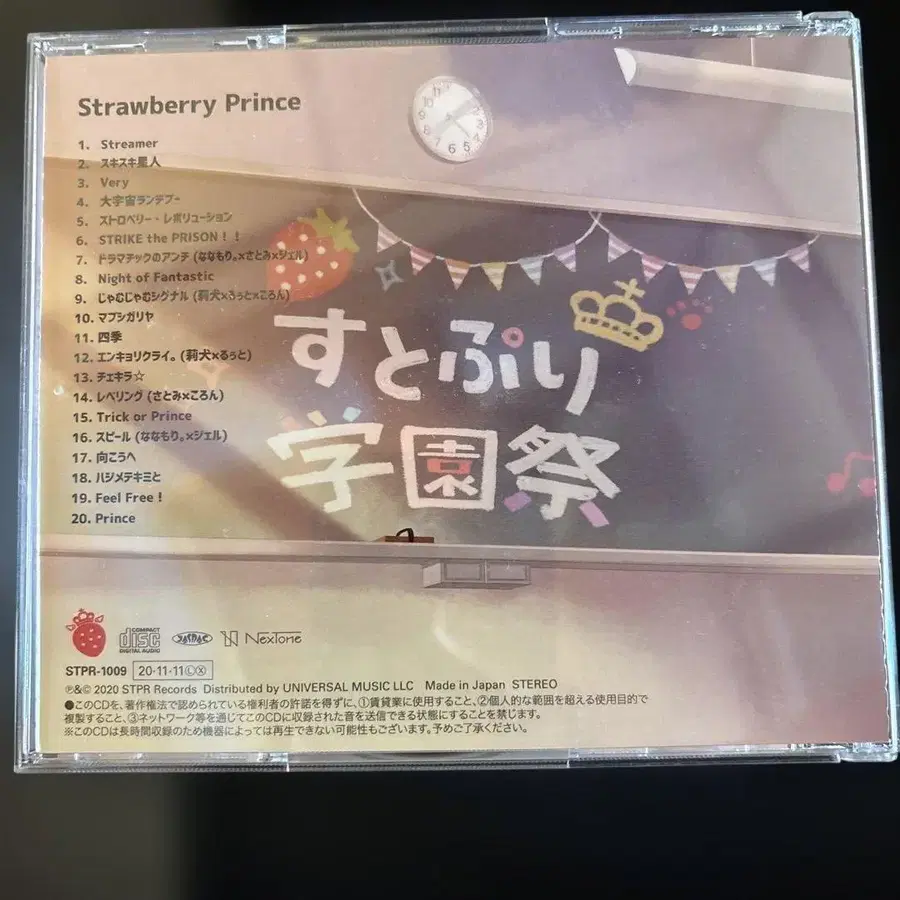 Strawberry Prince
1. Streamer
2. スキスキ星人
3. Very
4. 大宇宙ランデブー
5. ストロベリー・レボリューション
6. STRIKE the PRISON!!
7. ドラマチックのアンチ (ななもり。×さとみ×ジェル)
8. Night of Fantastic
9. じゃむじゃむシグナル (莉犬×るぅと×ころん)
10. マブシガリヤ
11. 四季
12. エンキョリクライ。(莉犬×るぅと)
13. チェキラ☆
14. レベリング (さとみ×ころん)
15. Trick or Prince
16. スピール (ななもり。×ジェル)
17. 向こうへ
18. ハジメテキミと
19. Feel Free!
20. Prince
すとぷり
学園祭
COMPACT
disc
DIGITAL AUDIO
JASRAC
NexTone
STPR-1009 20・11・11ⓁⓍ
℗&© 2020 STPR Records Distributed by UNIVERSAL MUSIC LLC Made in Japan STEREO
●このCDを、著作権法で認められている権利者の許諾を得ずに、①賃貸業に使用すること、②個人的な範囲を超える使用目的で
複製すること、③ネットワーク等を通じてこのCDに収録された音を送信できる状態にすることを禁じます。
※このCDは長時間収録のため機器によっては再生できない可能性もございます。予めご了承ください。